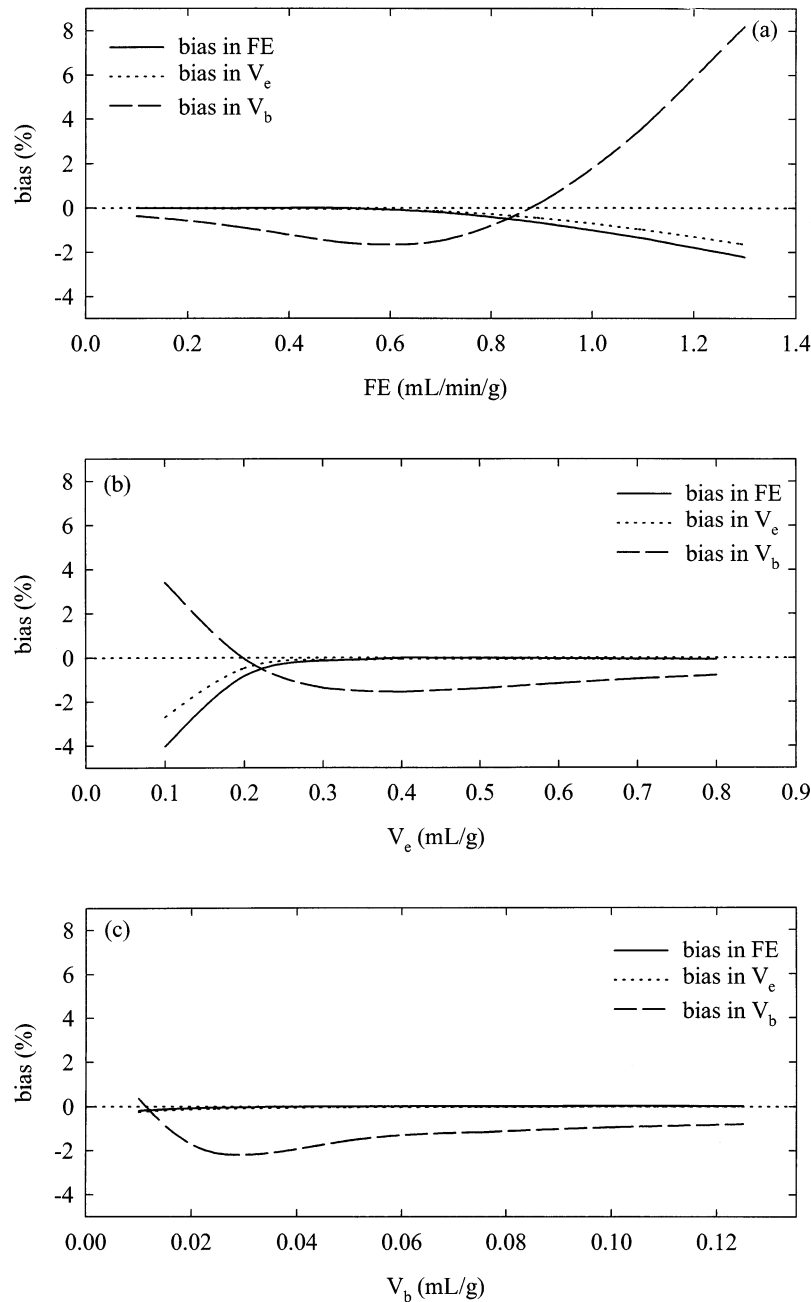 (a)
bias in FE
bias in Vₑ
bias in V_b
bias (%)
8
6
4
2
0
-2
-4
0.0 0.2 0.4 0.6 0.8 1.0 1.2 1.4
FE (mL/min/g)
(b)
bias in FE
bias in Vₑ
bias in V_b
bias (%)
8
6
4
2
0
-2
-4
0.0 0.1 0.2 0.3 0.4 0.5 0.6 0.7 0.8 0.9
Vₑ (mL/g)
(c)
bias in FE
bias in Vₑ
bias in V_b
bias (%)
8
6
4
2
0
-2
-4
0.00 0.02 0.04 0.06 0.08 0.10 0.12
V_b (mL/g)